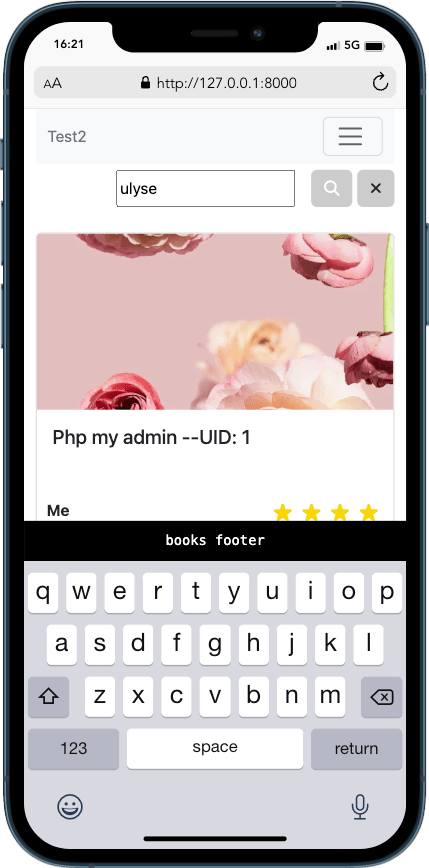 16:21
5G
AA
http://127.0.0.1:8000
Test2
ulyse
Php my admin --UID: 1
Me
books footer
q w e r t y u i o p
a s d f g h j k l
z x c v b n m
123 space return